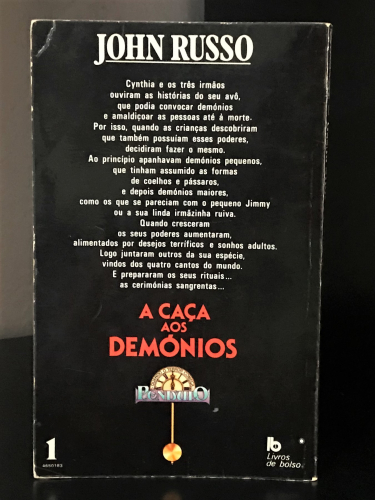 JOHN RUSSO
Cynthia e os três irmãos
ouviram as histórias do seu avô,
que podia convocar demónios
e amaldiçoar as pessoas até à morte.
Por isso, quando as crianças descobriram
que também possuíam esses poderes,
decidiram fazer o mesmo.
Ao princípio apanhavam demónios pequenos,
que tinham assumido as formas
de coelhos e pássaros,
e depois demónios maiores,
como os que se pareciam com o pequeno Jimmy
ou a sua linda irmãzinha ruiva.
Quando cresceram
os seus poderes aumentaram,
alimentados por desejos terríficos e sonhos adultos.
Logo juntaram outros da sua espécie,
vindos dos quatro cantos do mundo.
E prepararam os seus rituais...
as cerimónias sangrentas...
A CAÇA
AOS
DEMÓNIOS
PÊNDULO
1
Livros
de bolso